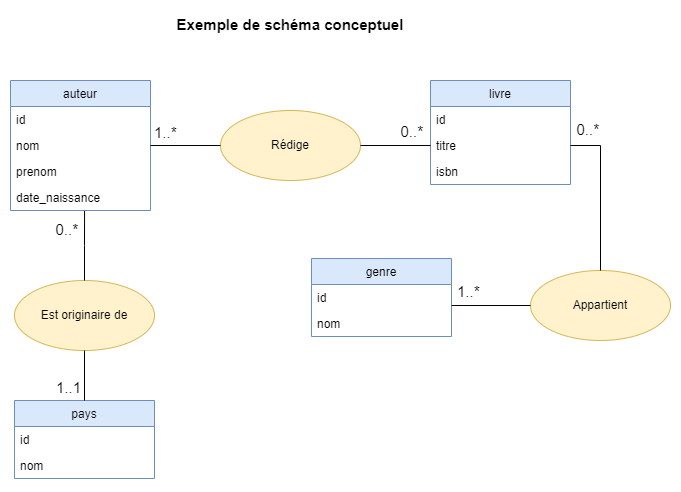 Exemple de schéma conceptuel
auteur
id
nom
prenom
date_naissance
1..*
Rédige
0..*
livre
id
titre
isbn
0..*
0..*
Est originaire de
1..1
pays
id
nom
genre
id
nom
1..*
Appartient